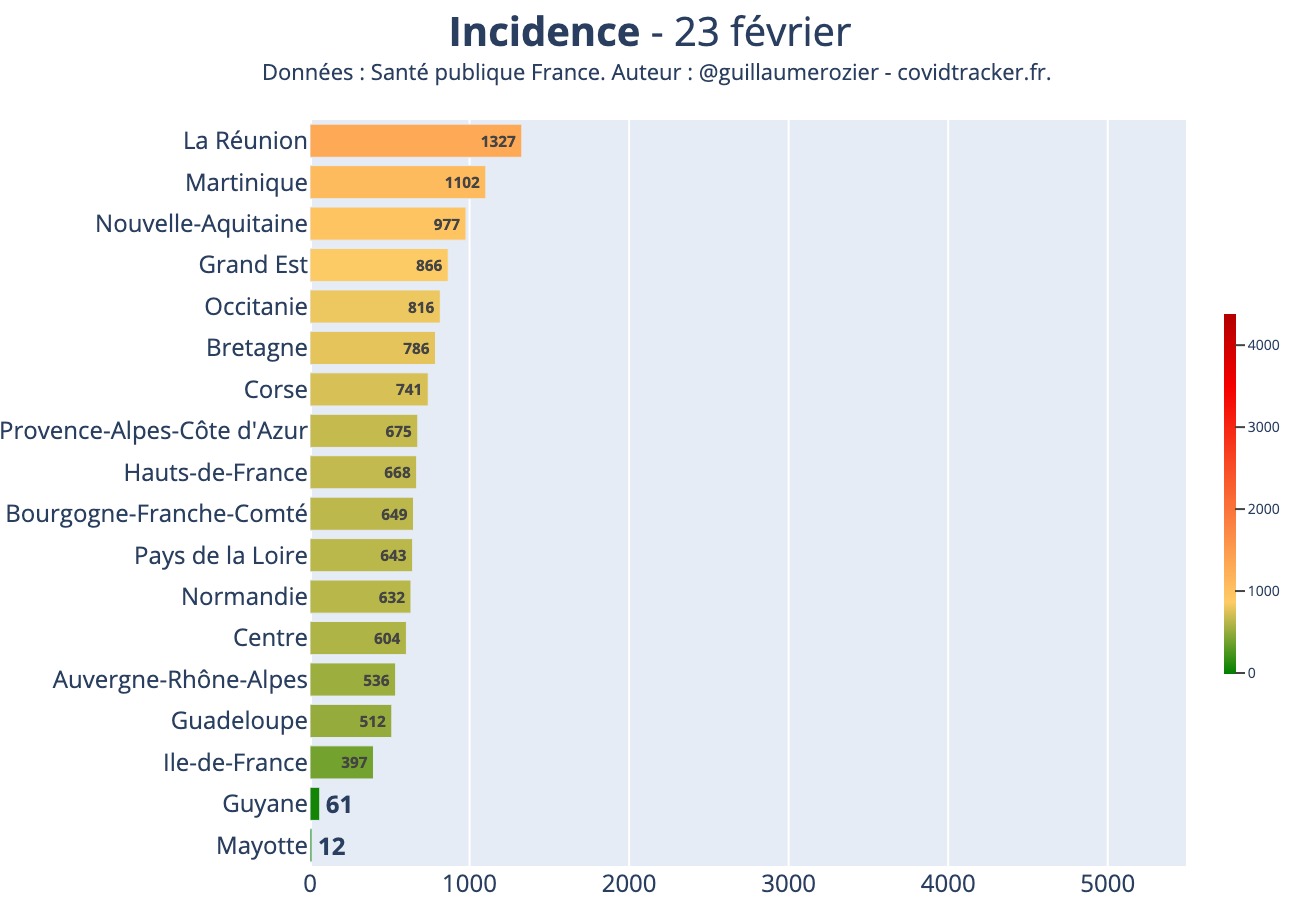 Incidence - 23 février
Données : Santé publique France. Auteur : @guillaumerozier - covidtracker.fr.
La Réunion 1327
Martinique 1102
Nouvelle-Aquitaine 977
Grand Est 866
Occitanie 816
Bretagne 786
Corse 741
Provence-Alpes-Côte d'Azur 675
Hauts-de-France 668
Bourgogne-Franche-Comté 649
Pays de la Loire 643
Normandie 632
Centre 604
Auvergne-Rhône-Alpes 536
Guadeloupe 512
Ile-de-France 397
Guyane 61
Mayotte 12
0 1000 2000 3000 4000 5000
4000
3000
2000
1000
0